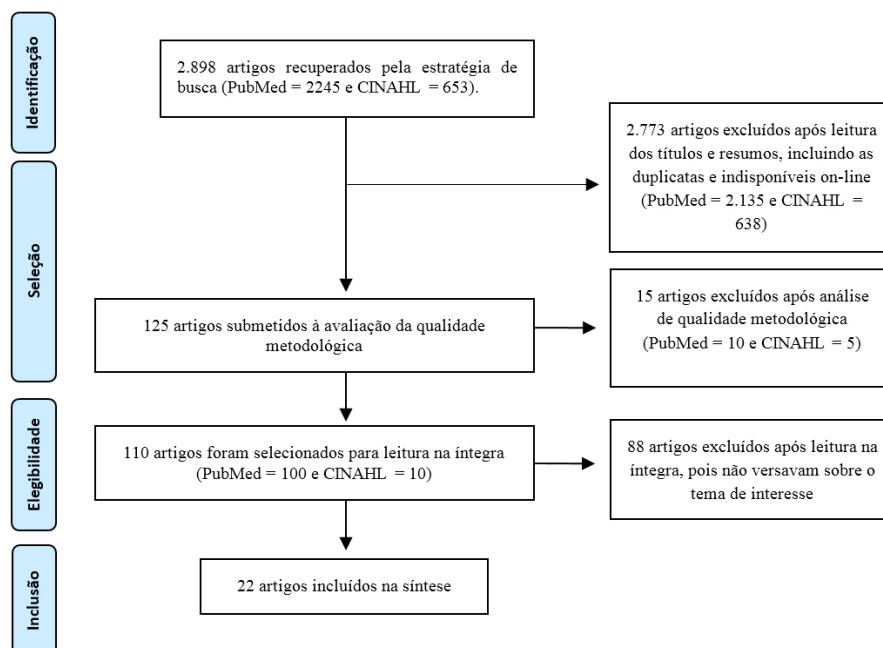 Identificação
2.898 artigos recuperados pela estratégia de
busca (PubMed = 2245 e CINAHL = 653).
2.773 artigos excluídos após leitura
dos títulos e resumos, incluindo as
duplicatas e indisponíveis on-line
(PubMed = 2.135 e CINAHL =
638)
Seleção
125 artigos submetidos à avaliação da qualidade
metodológica
15 artigos excluídos após análise
de qualidade metodológica
(PubMed = 10 e CINAHL = 5)
Elegibilidade
110 artigos foram selecionados para leitura na íntegra
(PubMed = 100 e CINAHL = 10)
88 artigos excluídos após leitura na
íntegra, pois não versavam sobre o
tema de interesse
Inclusão
22 artigos incluídos na síntese